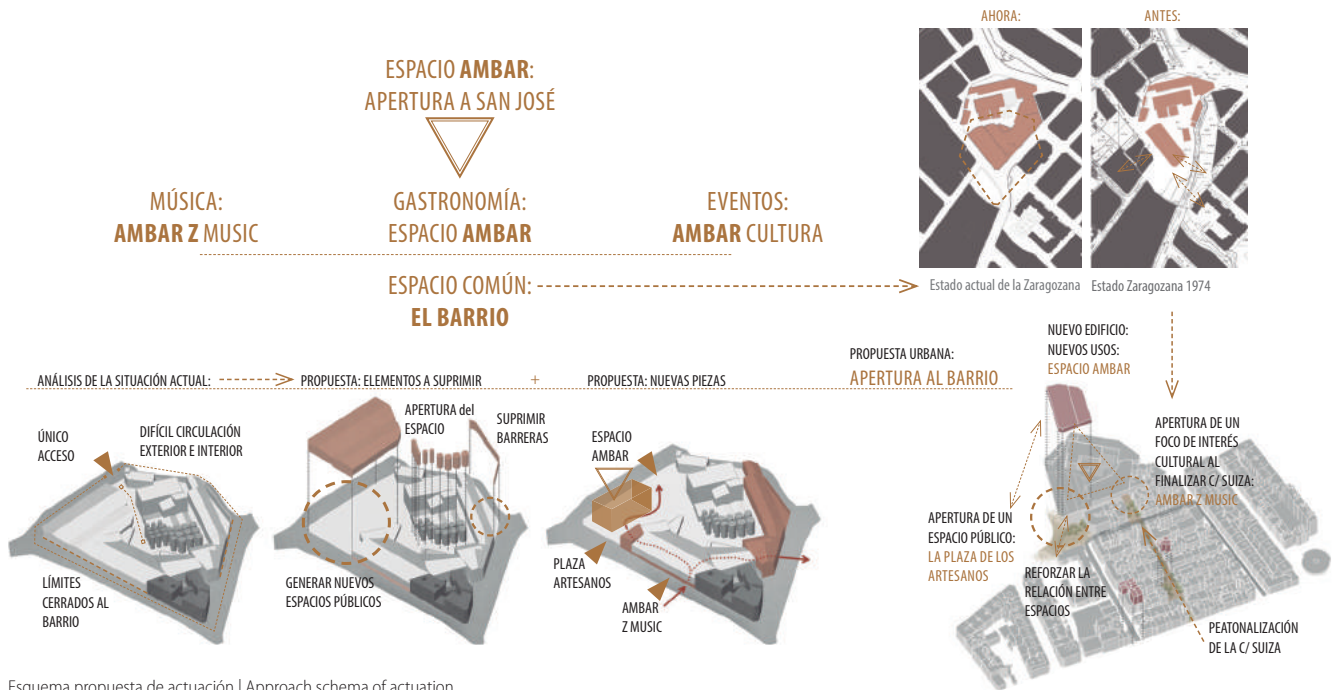 ESPACIO AMBAR:
APERTURA A SAN JOSÉ
MÚSICA:
AMBAR Z MUSIC
GASTRONOMÍA:
ESPACIO AMBAR
EVENTOS:
AMBAR CULTURA
ESPACIO COMÚN:
EL BARRIO
AHORA:
ANTES:
Estado actual de la Zaragozana
Estado Zaragozana 1974
ANÁLISIS DE LA SITUACIÓN ACTUAL:
PROPUESTA: ELEMENTOS A SUPRIMIR
+
PROPUESTA: NUEVAS PIEZAS
PROPUESTA URBANA:
APERTURA AL BARRIO
ÚNICO
ACCESO
DIFÍCIL CIRCULACIÓN
EXTERIOR E INTERIOR
LÍMITES
CERRADOS AL
BARRIO
APERTURA del
ESPACIO
SUPRIMIR
BARRERAS
GENERAR NUEVOS
ESPACIOS PÚBLICOS
ESPACIO
AMBAR
PLAZA
ARTESANOS
AMBAR
Z MUSIC
NUEVO EDIFICIO:
NUEVOS USOS:
ESPACIO AMBAR
APERTURA DE UN
FOCO DE INTERÉS
CULTURAL AL
FINALIZAR C/ SUIZA:
AMBAR Z MUSIC
APERTURA DE UN
ESPACIO PÚBLICO:
LA PLAZA DE LOS
ARTESANOS
REFORZAR LA
RELACIÓN ENTRE
ESPACIOS
PEATONALIZACIÓN
DE LA C/ SUIZA
Esquema propuesta de actuación | Approach schema of actuation